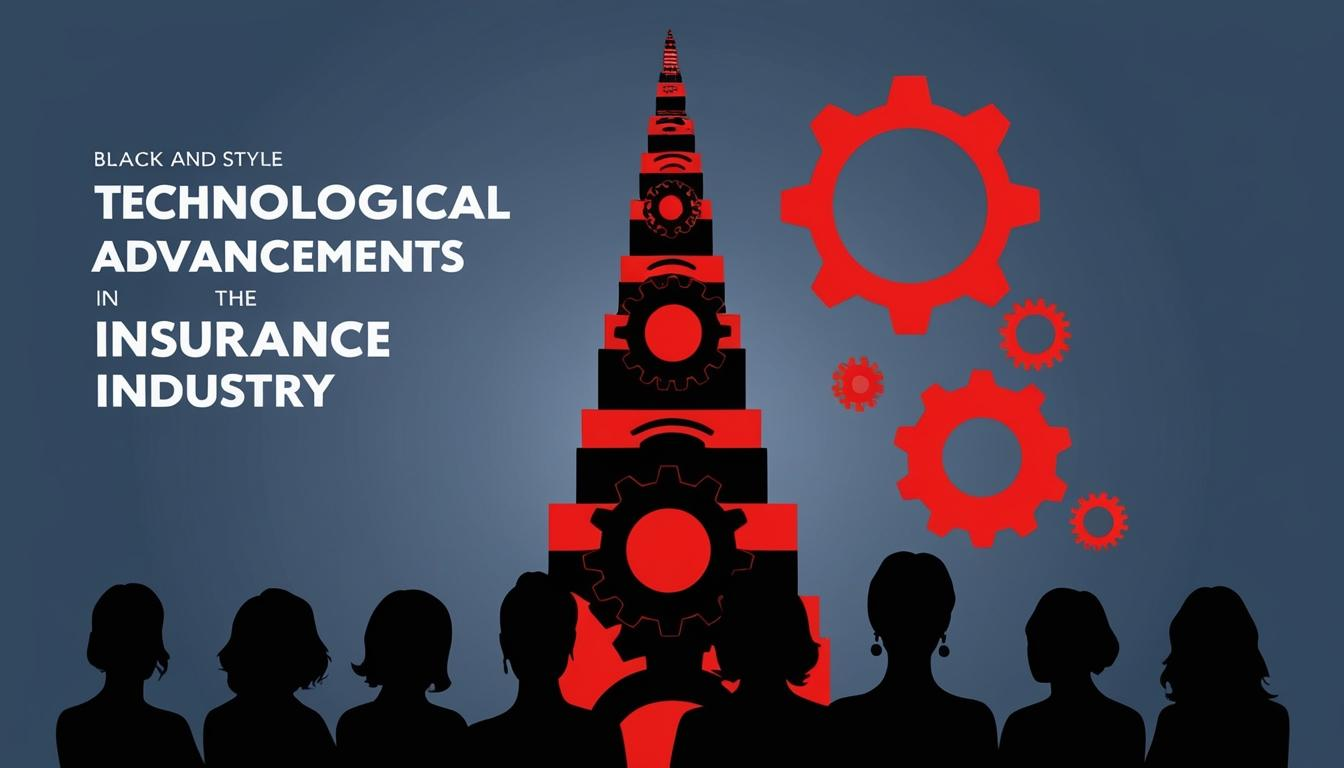 BLACK AND STYLE
TECHNOLOGICAL
ADVANCEMENTS
IN THE
INSURANCE
INDUSTRY